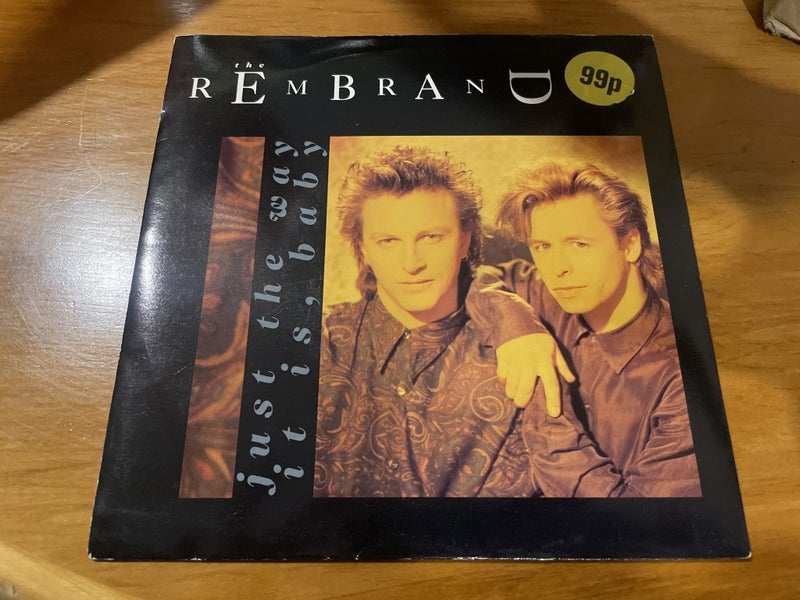 the
REMBRAND
99p
just the way
it is, baby